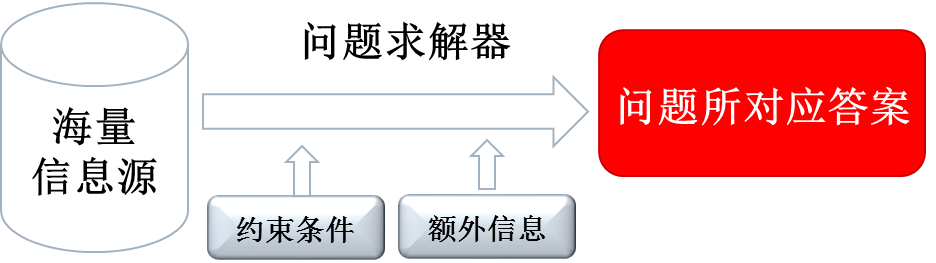 问题求解器
海量
信息源
问题所对应答案
约束条件
额外信息